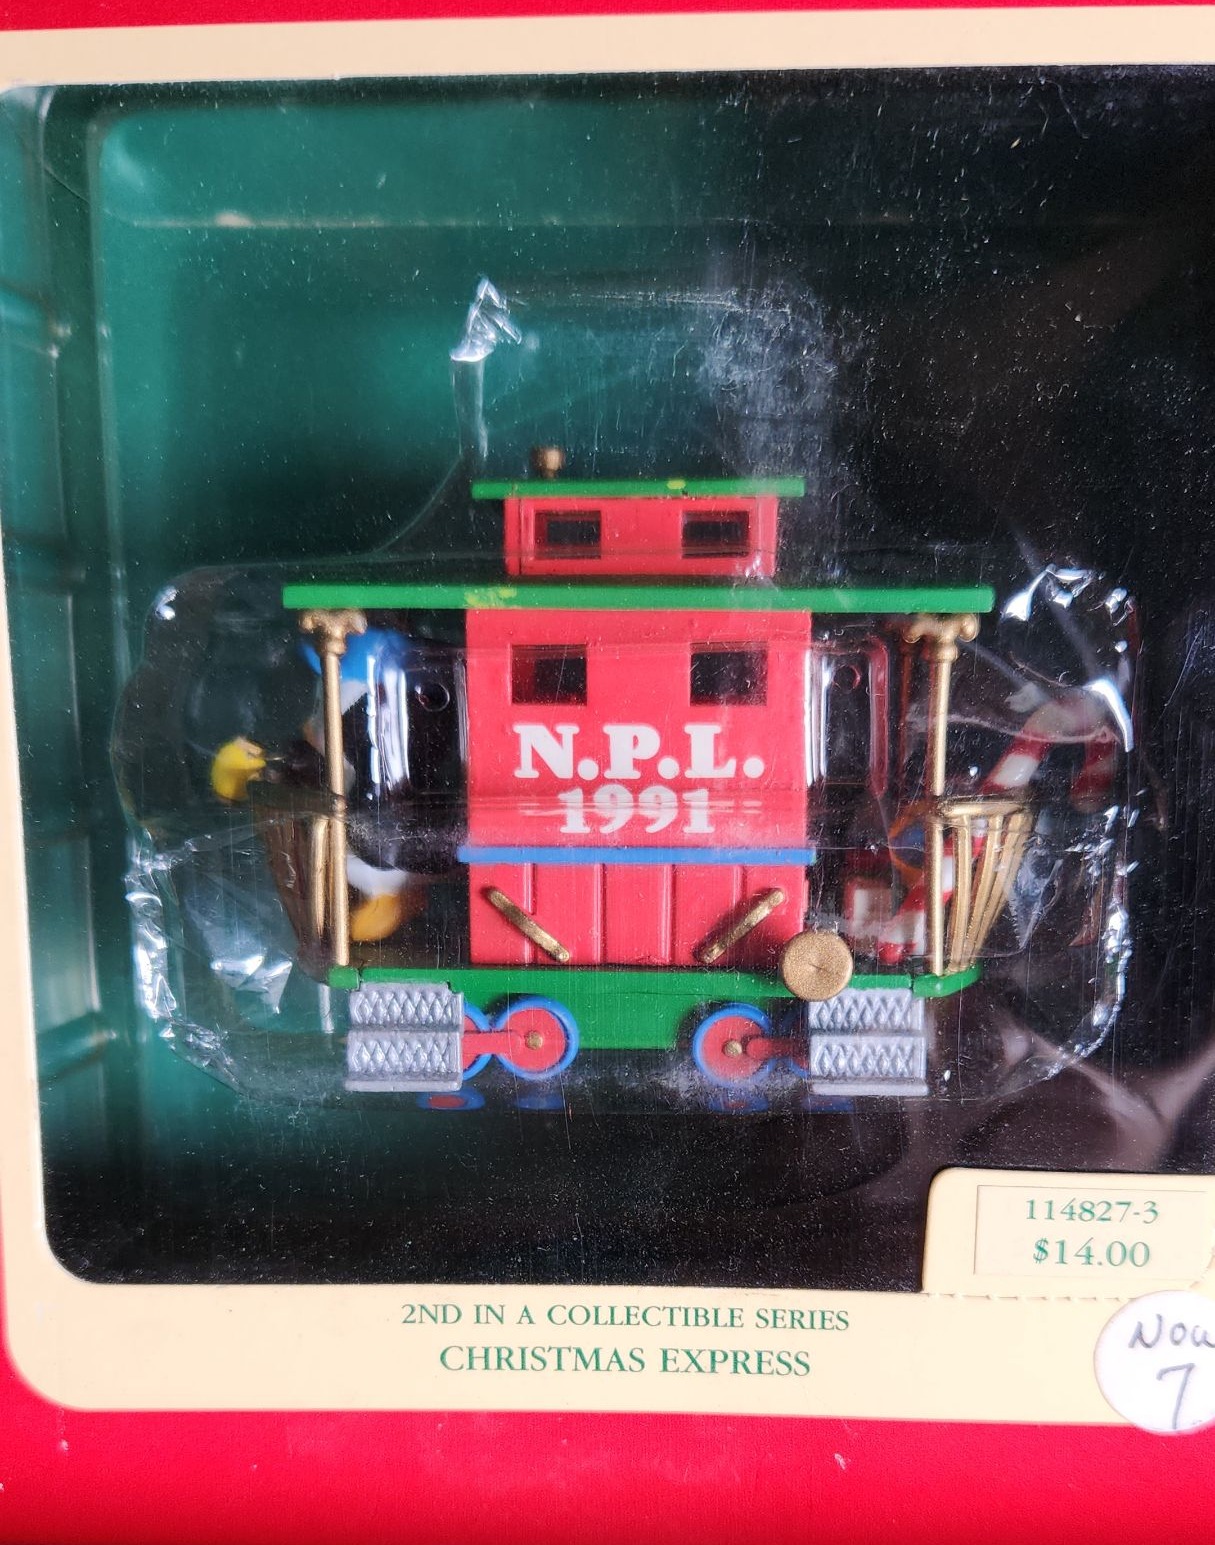 N.P.L.
1991
114827-3
$14.00
2ND IN A COLLECTIBLE SERIES
CHRISTMAS EXPRESS
Now
7